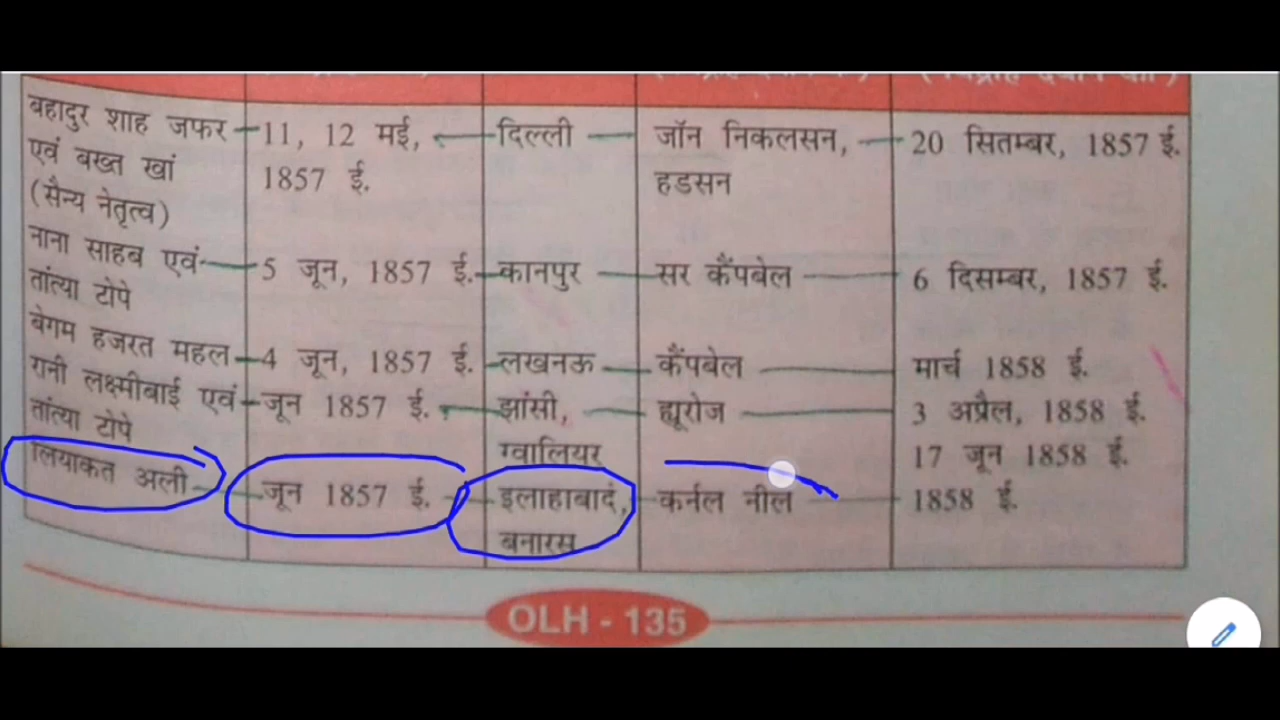 बहादुर शाह जफर 11, 12 मई, दिल्ली जॉन निकलसन, 20 सितम्बर, 1857 ई.
एवं बख्त खां 1857 ई. हडसन
(सैन्य नेतृत्व)
नाना साहब एवं 5 जून, 1857 ई. कानपुर सर कैंपबेल 6 दिसम्बर, 1857 ई.
तांत्या टोपे
बेगम हजरत महल 4 जून, 1857 ई. लखनऊ कैंपबेल मार्च 1858 ई.
रानी लक्ष्मीबाई एवं जून 1857 ई. झांसी, ह्यूरोज 3 अप्रैल, 1858 ई.
तांत्या टोपे ग्वालियर 17 जून 1858 ई.
लियाकत अली जून 1857 ई. इलाहाबाद, कर्नल नील 1858 ई.
बनारस
OLH - 135